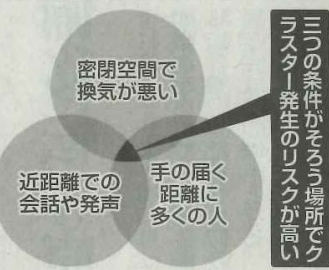 三つの条件がそろう場所でク
ラスター発生のリスクが高い
密閉空間で
換気が悪い
近距離での
会話や発声
手の届く
距離に
多くの人